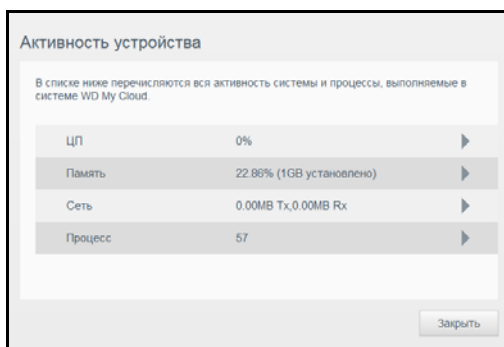 Активность устройства
В списке ниже перечисляются вся активность системы и процессы, выполняемые в
системе WD My Cloud.
ЦП 0%
Память 22.86% (1GB установлено)
Сеть 0.00MB Tx,0.00MB Rx
Процесс 57
Закрыть